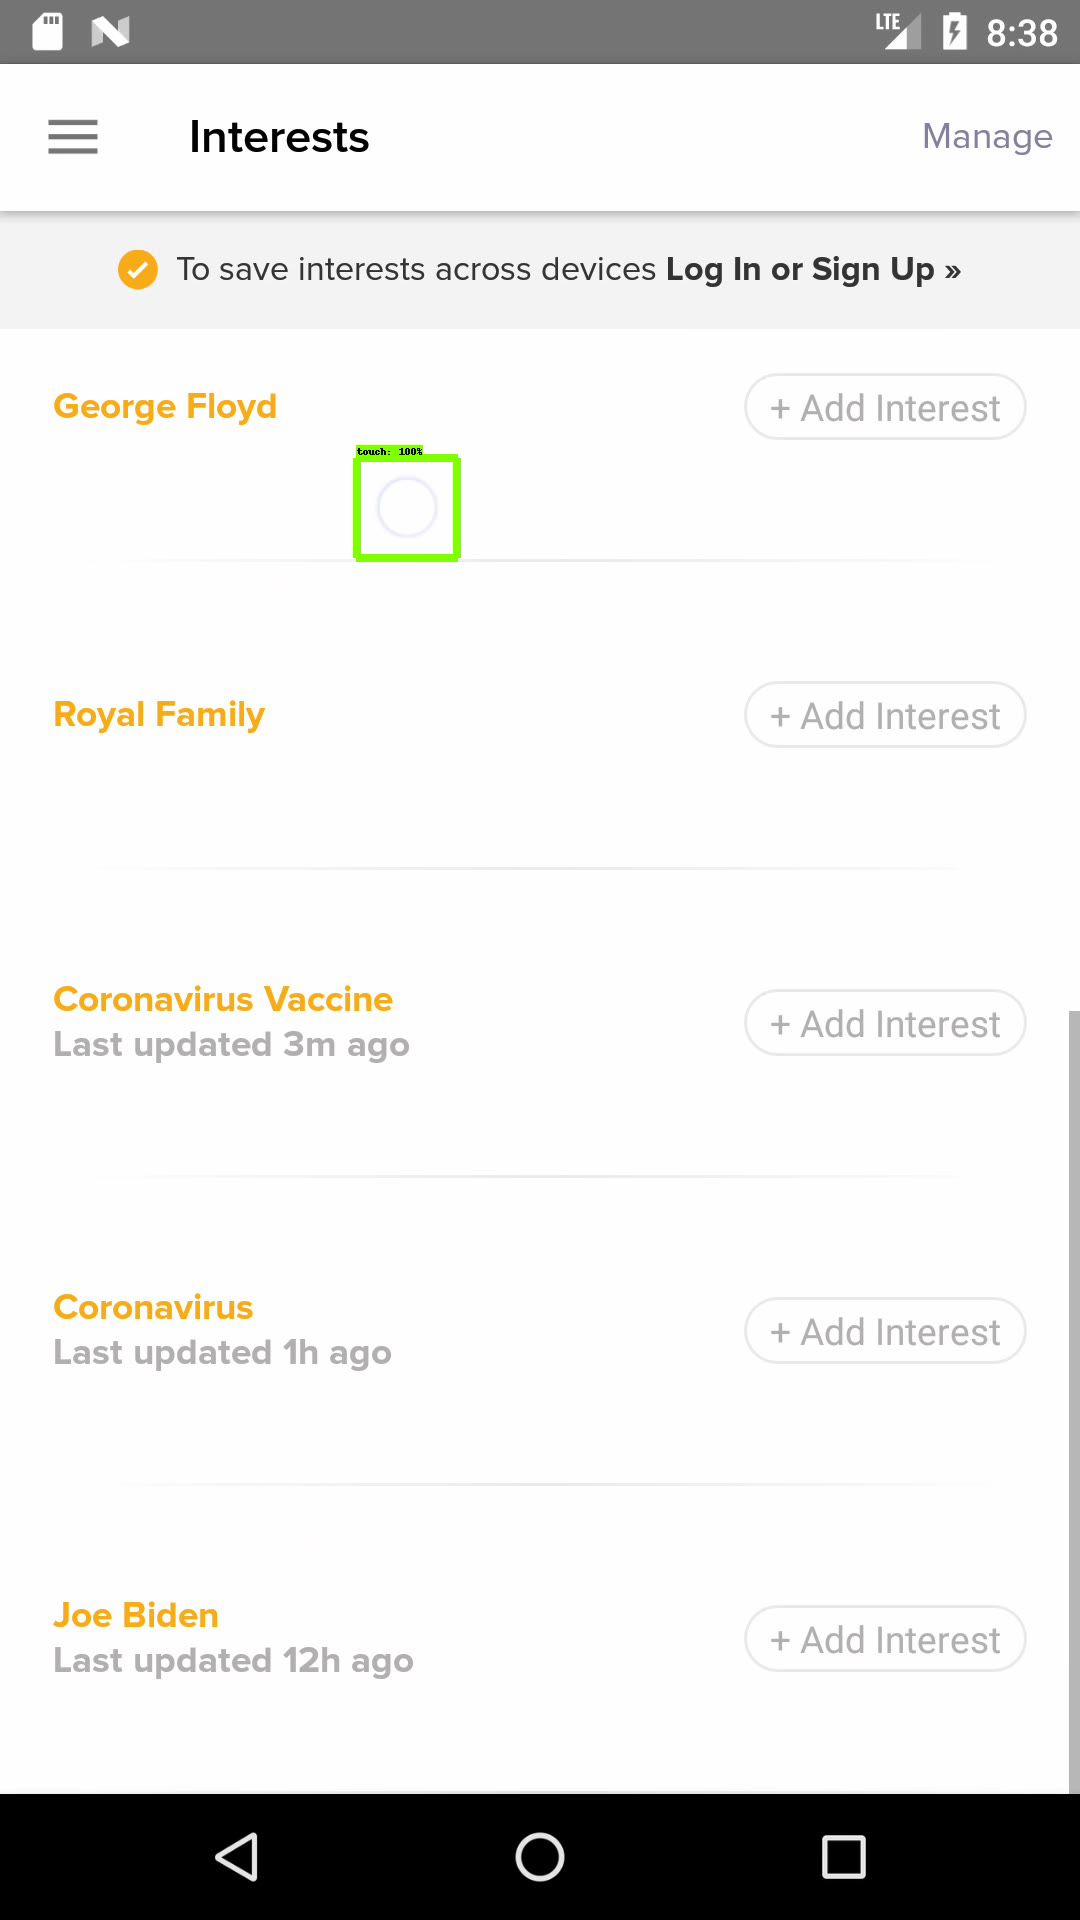 LTE 8:38
Interests
Manage
To save interests across devices Log In or Sign Up »
George Floyd
+ Add Interest
touch: 100%
Royal Family
+ Add Interest
Coronavirus Vaccine
Last updated 3m ago
+ Add Interest
Coronavirus
Last updated 1h ago
+ Add Interest
Joe Biden
Last updated 12h ago
+ Add Interest